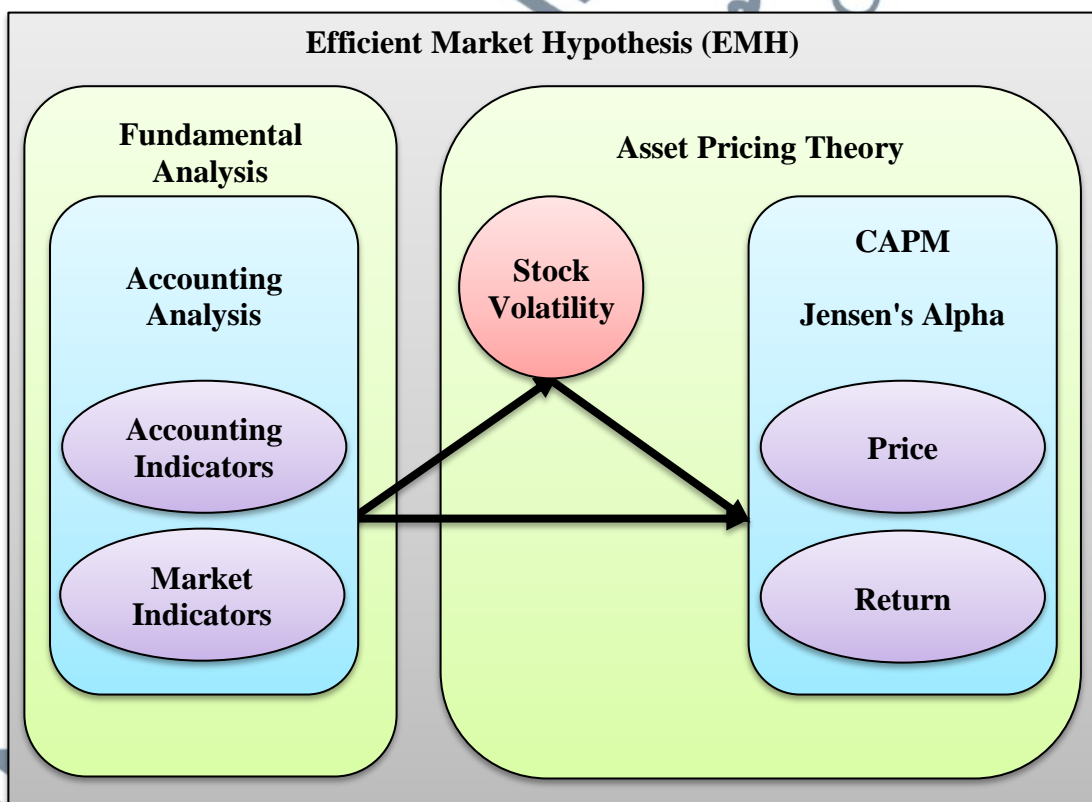 Efficient Market Hypothesis (EMH)
Fundamental
Analysis
Accounting
Analysis
Accounting
Indicators
Market
Indicators
Asset Pricing Theory
Stock
Volatility
CAPM
Jensen's Alpha
Price
Return